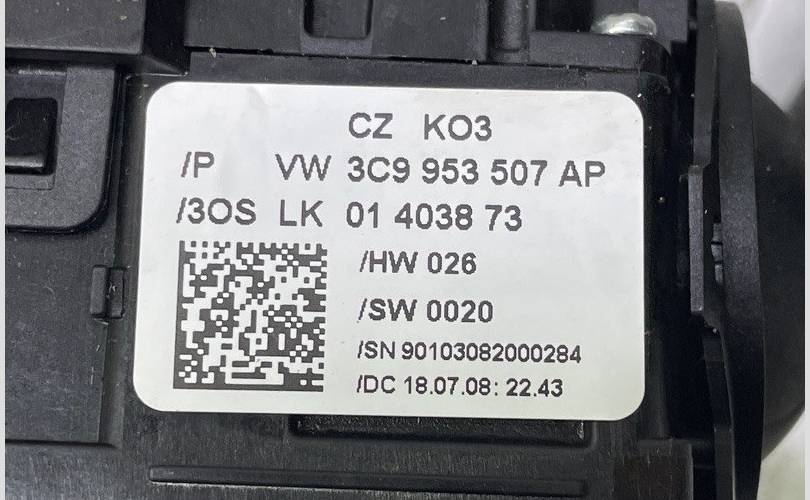 CZ KO3
/P VW 3C9 953 507 AP
/3OS LK 01 4038 73
/HW 026
/SW 0020
/SN 90103082000284
/DC 18.07.08: 22.43